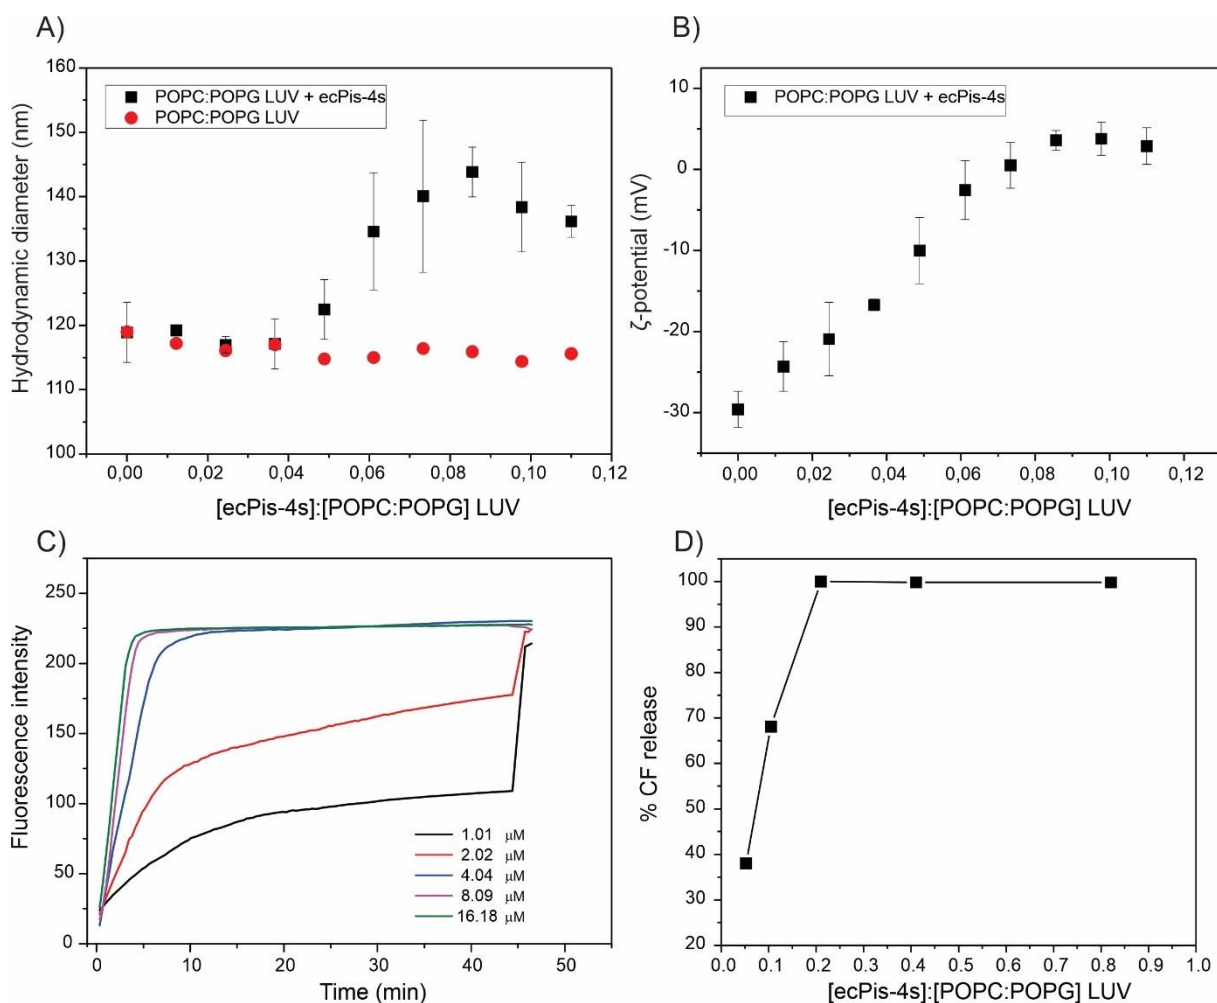 A)
160
150
140
130
120
110
100
Hydrodynamic diameter (nm)
POPC:POPG LUV + ecPis-4s
POPC:POPG LUV
0,00 0,02 0,04 0,06 0,08 0,10 0,12
[ecPis-4s]:[POPC:POPG] LUV
B)
10
0
-10
-20
-30
ζ-potential (mV)
POPC:POPG LUV + ecPis-4s
0,00 0,02 0,04 0,06 0,08 0,10 0,12
[ecPis-4s]:[POPC:POPG] LUV
C)
250
200
150
100
50
0
Fluorescence intensity
1.01 μM
2.02 μM
4.04 μM
8.09 μM
16.18 μM
0 10 20 30 40 50
Time (min)
D)
100
90
80
70
60
50
40
30
20
% CF release
0.0 0.1 0.2 0.3 0.4 0.5 0.6 0.7 0.8 0.9 1.0
[ecPis-4s]:[POPC:POPG] LUV